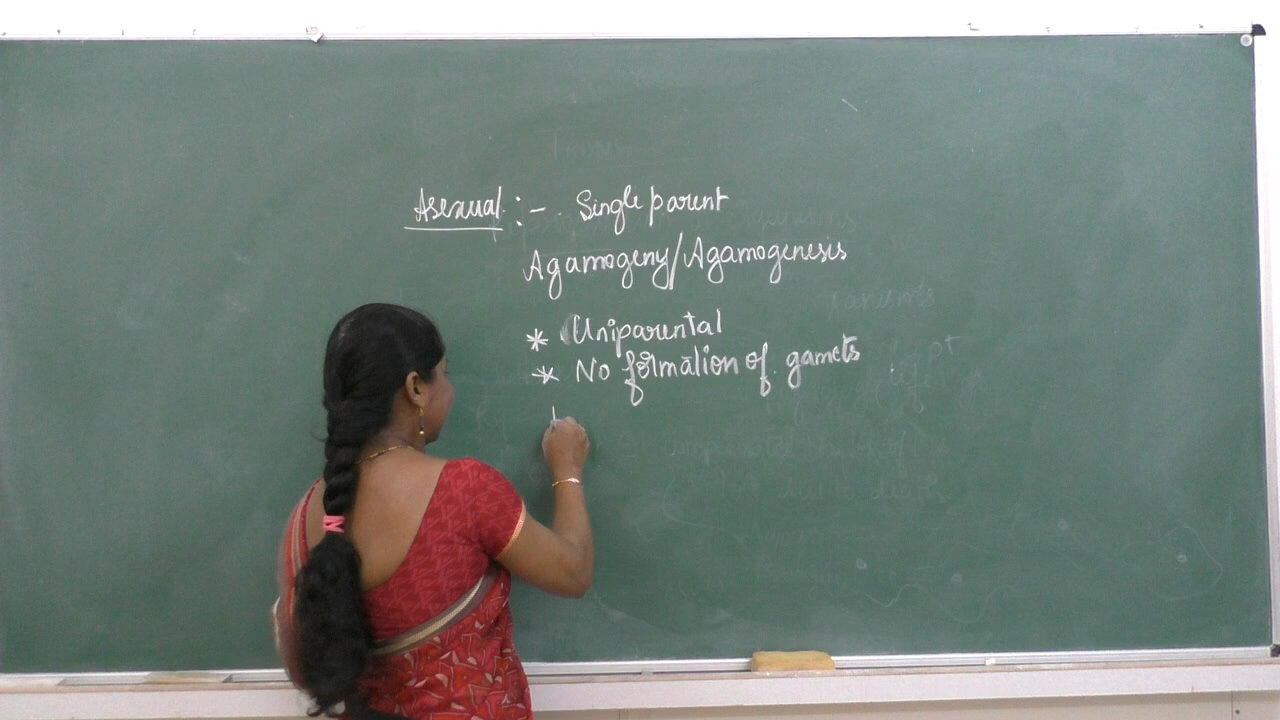 Asexual :- Single parent
Agamogeny/Agamogenesis
* Uniparental
* No formation of gamets